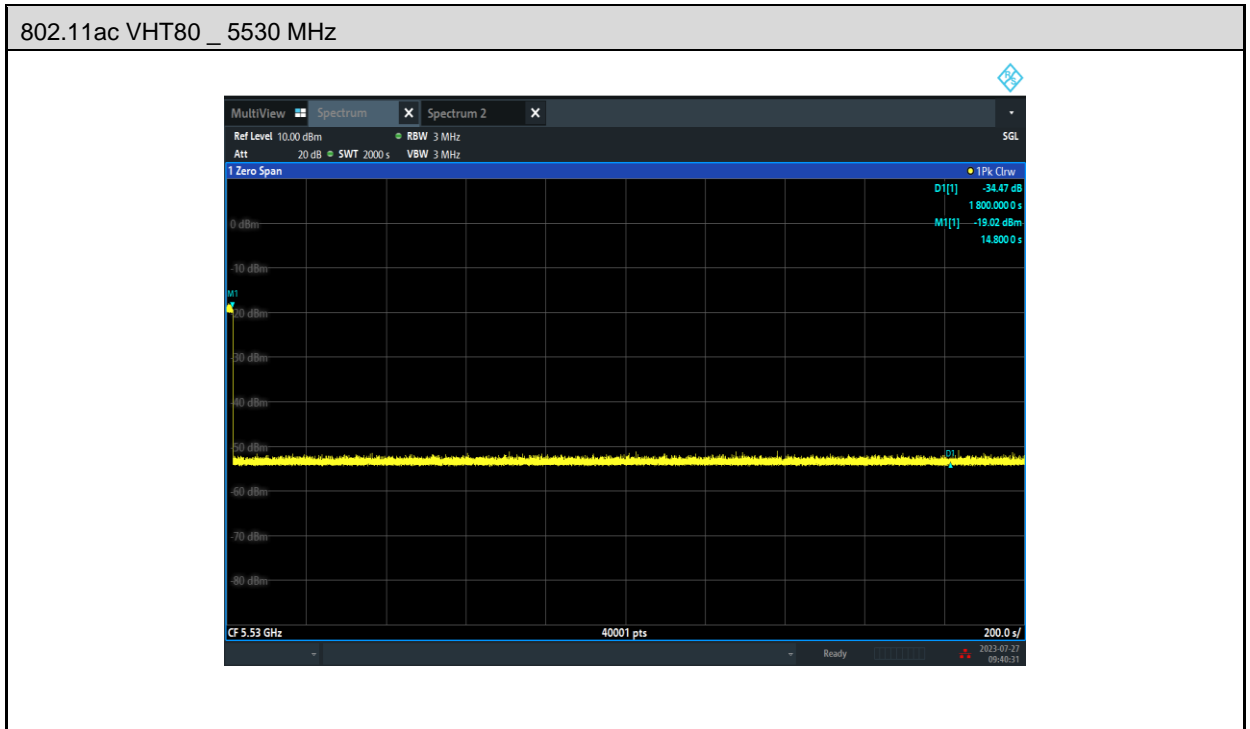 802.11ac VHT80 _ 5530 MHz
R S
MultiView Spectrum X Spectrum 2 X
Ref Level 10.00 dBm RBW 3 MHz SGL
Att 20 dB SWT 2000 s VBW 3 MHz
1 Zero Span 1Pk Clrw
D1[1] -34.47 dB
1 800.000 0 s
0 dBm M1[1] -19.02 dBm
14.800 0 s
-10 dBm
M1
-20 dBm
-30 dBm
-40 dBm
-50 dBm
D1
-60 dBm
-70 dBm
-80 dBm
CF 5.53 GHz 40001 pts 200.0 s/
Ready 2023-07-27
09:40:31